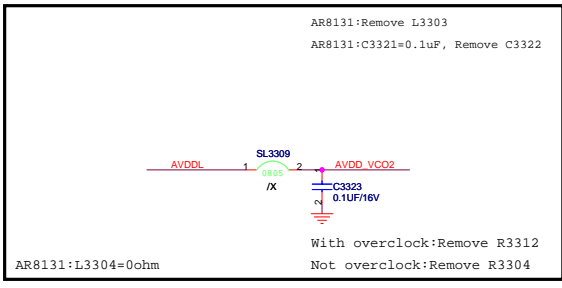 AR8131:Remove L3303
AR8131:C3321=0.1uF, Remove C3322
SL3309
AVDDL 1 0805 2 AVDD_VCO2
/X
1
C3323
0.1UF/16V
2
With overclock:Remove R3312
AR8131:L3304=0ohm
Not overclock:Remove R3304